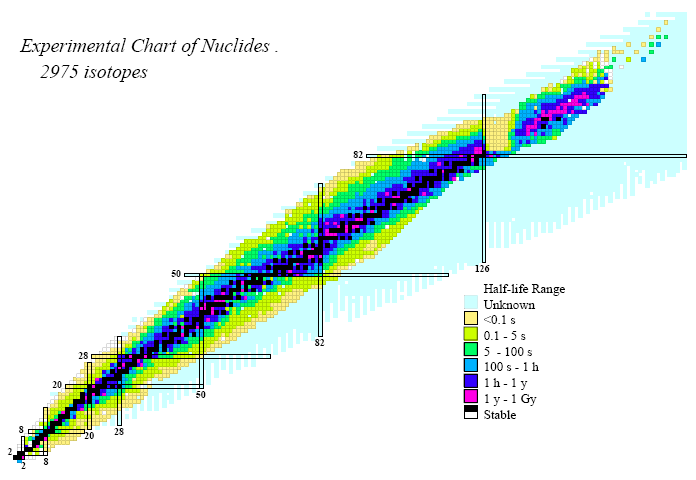 Experimental Chart of Nuclides .
2975 isotopes
82
50
126
Half-life Range
Unknown
<0.1 s
0.1 - 5 s
5 - 100 s
100 s - 1 h
1 h - 1 y
1 y - 1 Gy
Stable
82
28
20
50
28
20
8
2
8
2